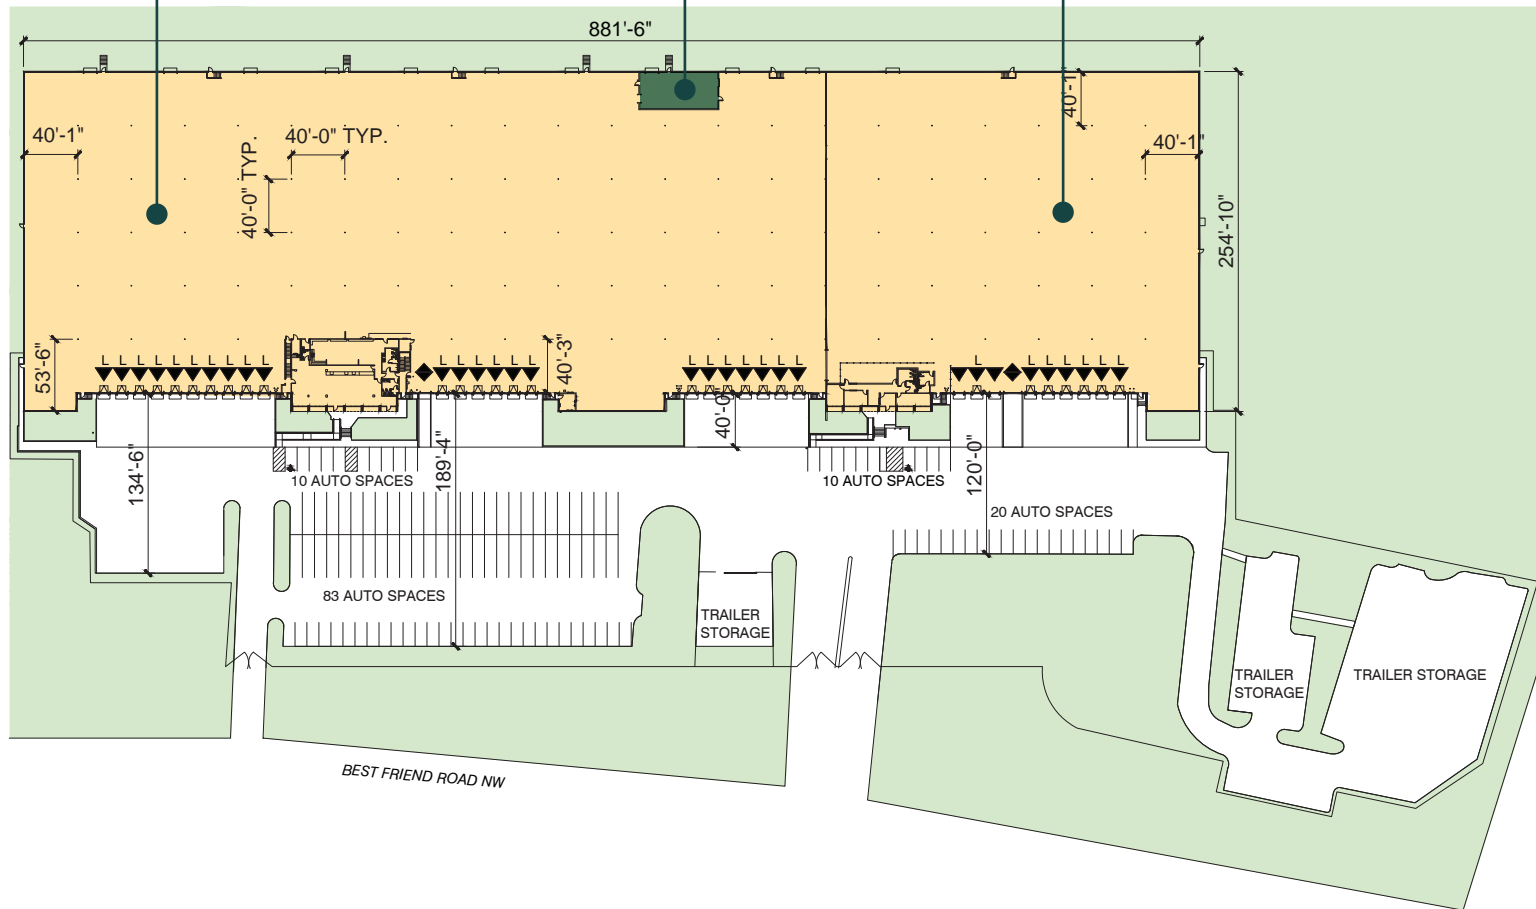 881'-6"
40'-1"
40'-0" TYP.
40'-0" TYP.
40'-1"
40'-1"
254'-10"
53'-6"
L L L L L L L L L L
L L L L L L
40'-3"
L L L L L L L
L
L L L L L L
40'-0"
134'-6"
189'-4"
120'-0"
10 AUTO SPACES
10 AUTO SPACES
20 AUTO SPACES
83 AUTO SPACES
TRAILER
STORAGE
TRAILER
STORAGE
TRAILER STORAGE
BEST FRIEND ROAD NW